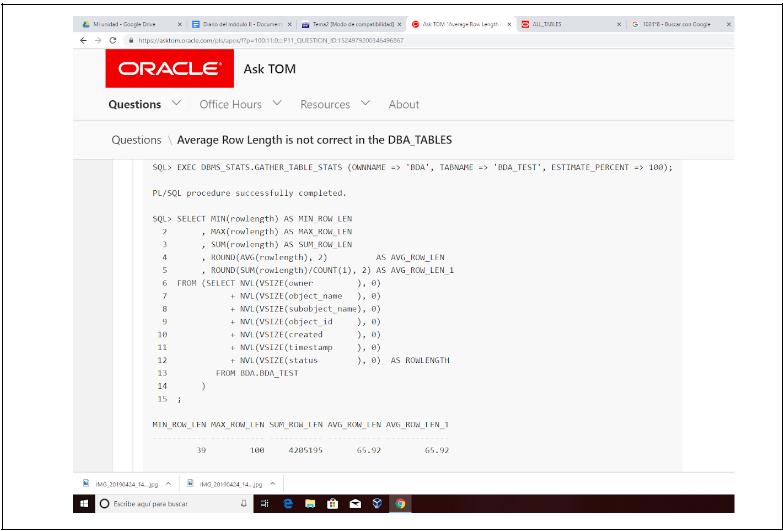 Mi unidad - Google Drive
Diario del módulo II - Document
Tema2 [Modo de compatibilidad]
Ask TOM "Average Row Length i
ALL_TABLES
1024*8 - Buscar con Google
https://asktom.oracle.com/pls/apex/f?p=100:11:0::::P11_QUESTION_ID:1524979200346496867
ORACLE
Ask TOM
Questions
Office Hours
Resources
About
Questions \ Average Row Length is not correct in the DBA_TABLES
SQL> EXEC DBMS_STATS.GATHER_TABLE_STATS (OWNNAME => 'BDA', TABNAME => 'BDA_TEST', ESTIMATE_PERCENT => 100);
PL/SQL procedure successfully completed.
SQL> SELECT MIN(rowlength) AS MIN_ROW_LEN
2 , MAX(rowlength) AS MAX_ROW_LEN
3 , SUM(rowlength) AS SUM_ROW_LEN
4 , ROUND(AVG(rowlength), 2) AS AVG_ROW_LEN
5 , ROUND(SUM(rowlength)/COUNT(1), 2) AS AVG_ROW_LEN_1
6 FROM (SELECT NVL(VSIZE(owner ), 0)
7 + NVL(VSIZE(object_name ), 0)
8 + NVL(VSIZE(subobject_name), 0)
9 + NVL(VSIZE(object_id ), 0)
10 + NVL(VSIZE(created ), 0)
11 + NVL(VSIZE(timestamp ), 0)
12 + NVL(VSIZE(status ), 0) AS ROWLENGTH
13 FROM BDA.BDA_TEST
14 )
15 ;
MIN_ROW_LEN MAX_ROW_LEN SUM_ROW_LEN AVG_ROW_LEN AVG_ROW_LEN_1
----------- ----------- ----------- ----------- -------------
39 100 4205195 65.92 65.92
IMG_20190424_14....jpg
IMG_20190424_14....jpg
Escribe aquí para buscar